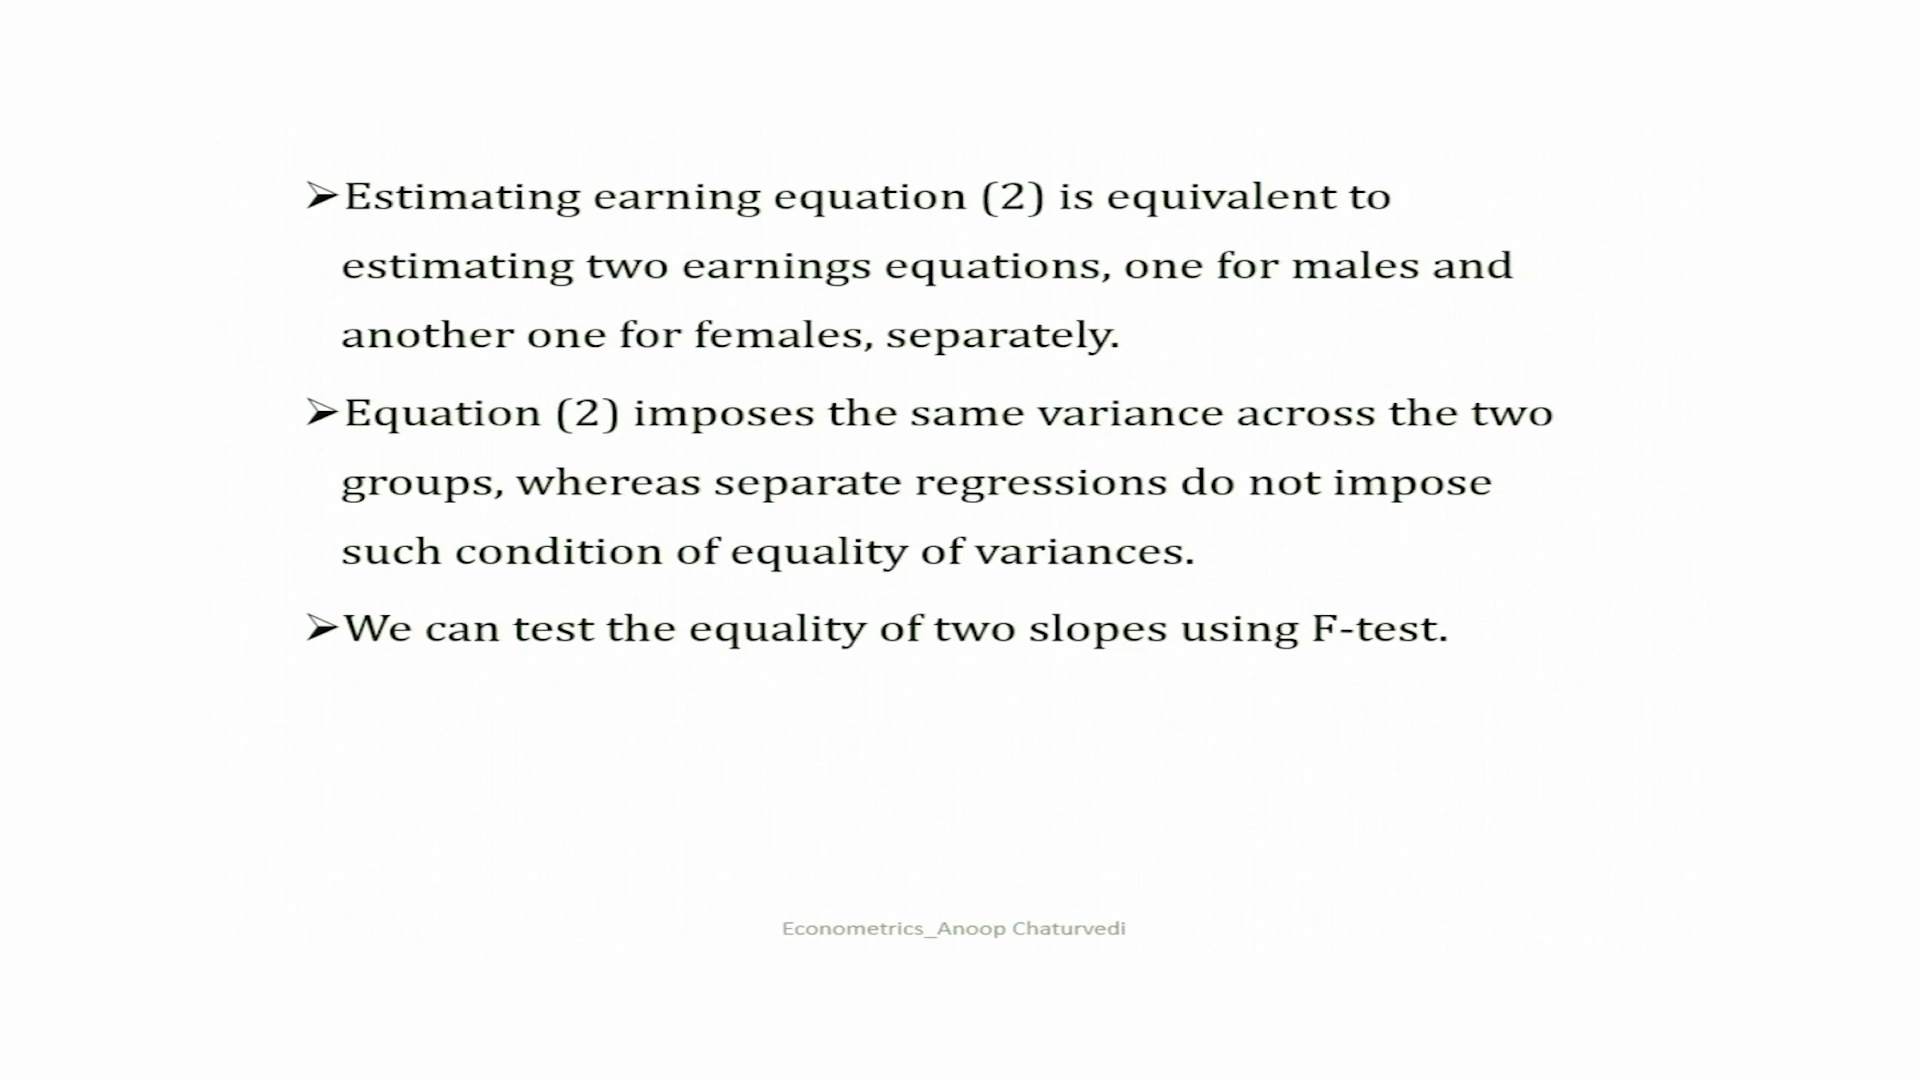 ➢Estimating earning equation (2) is equivalent to
estimating two earnings equations, one for males and
another one for females, separately.
➢Equation (2) imposes the same variance across the two
groups, whereas separate regressions do not impose
such condition of equality of variances.
➢We can test the equality of two slopes using F-test.
Econometrics_Anoop Chaturvedi